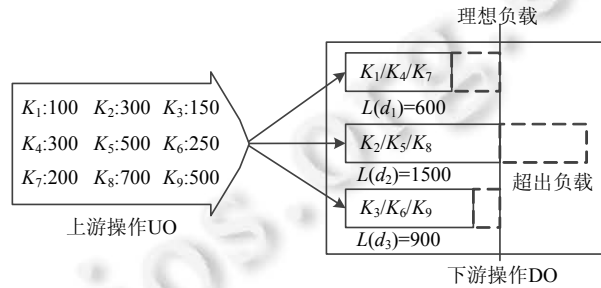 理想负载
K₁:100 K₂:300 K₃:150
K₄:300 K₅:500 K₆:250
K₇:200 K₈:700 K₉:500
上游操作UO
K₁/K₄/K₇
L(d₁)=600
K₂/K₅/K₈
L(d₂)=1500
超出负载
K₃/K₆/K₉
L(d₃)=900
下游操作DO